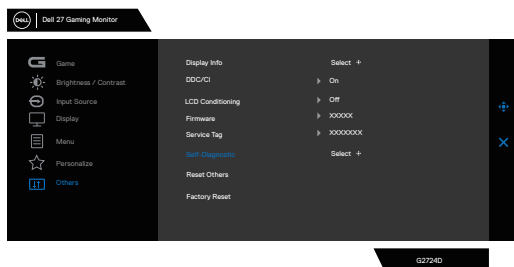 DELL Dell 27 Gaming Monitor
Game
Brightness / Contrast
Input Source
Display
Menu
Personalize
Others
Display Info Select +
DDC/CI On
LCD Conditioning Off
Firmware XXXXX
Service Tag XXXXXXX
Self-Diagnostic Select +
Reset Others
Factory Reset
G2724D